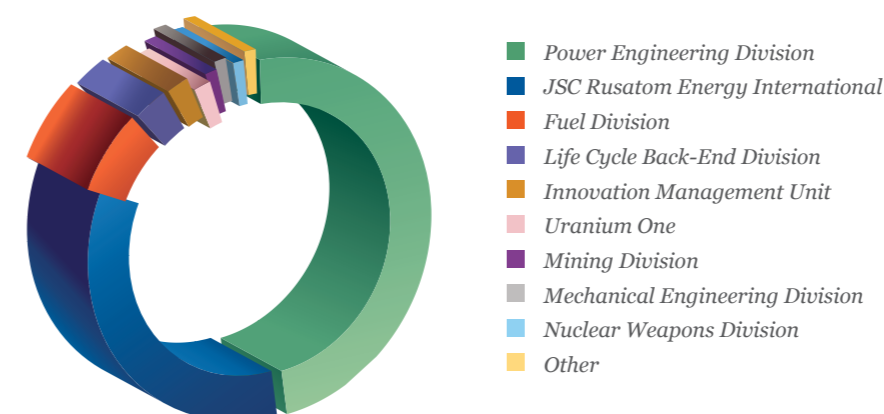 Power Engineering Division
JSC Rusatom Energy International
Fuel Division
Life Cycle Back-End Division
Innovation Management Unit
Uranium One
Mining Division
Mechanical Engineering Division
Nuclear Weapons Division
Other